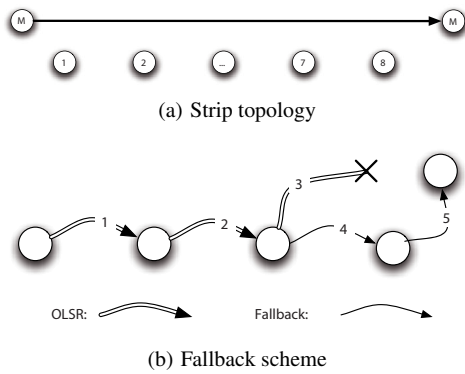 M M
1 2 ... 7 8
(a) Strip topology
3
1 2 4 5
OLSR: Fallback:
(b) Fallback scheme